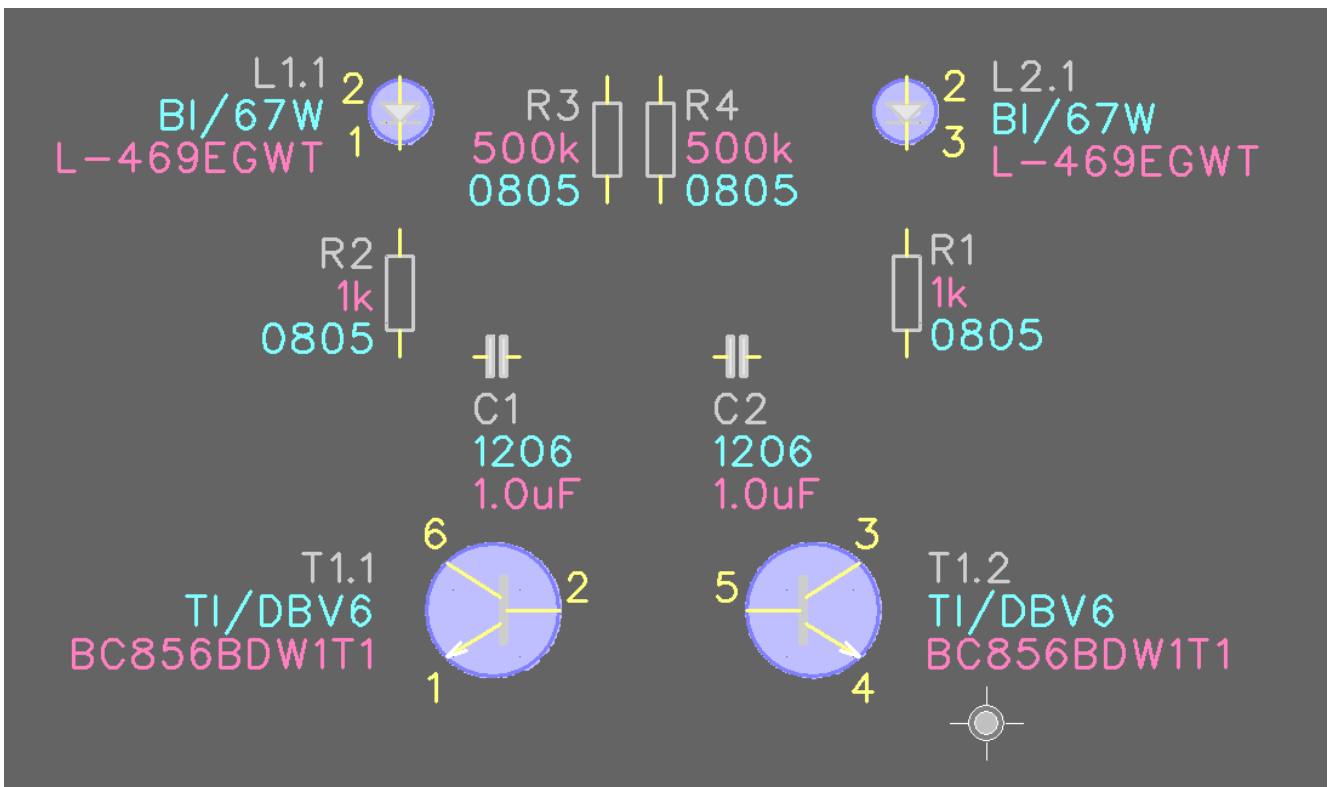 L1.1
BI/67W
L-469EGWT
2
1
R3
500k
0805
R4
500k
0805
2
3
L2.1
BI/67W
L-469EGWT
R2
1k
0805
R1
1k
0805
C1
1206
1.0uF
C2
1206
1.0uF
T1.1
TI/DBV6
BC856BDW1T1
6
2
1
5
3
4
T1.2
TI/DBV6
BC856BDW1T1